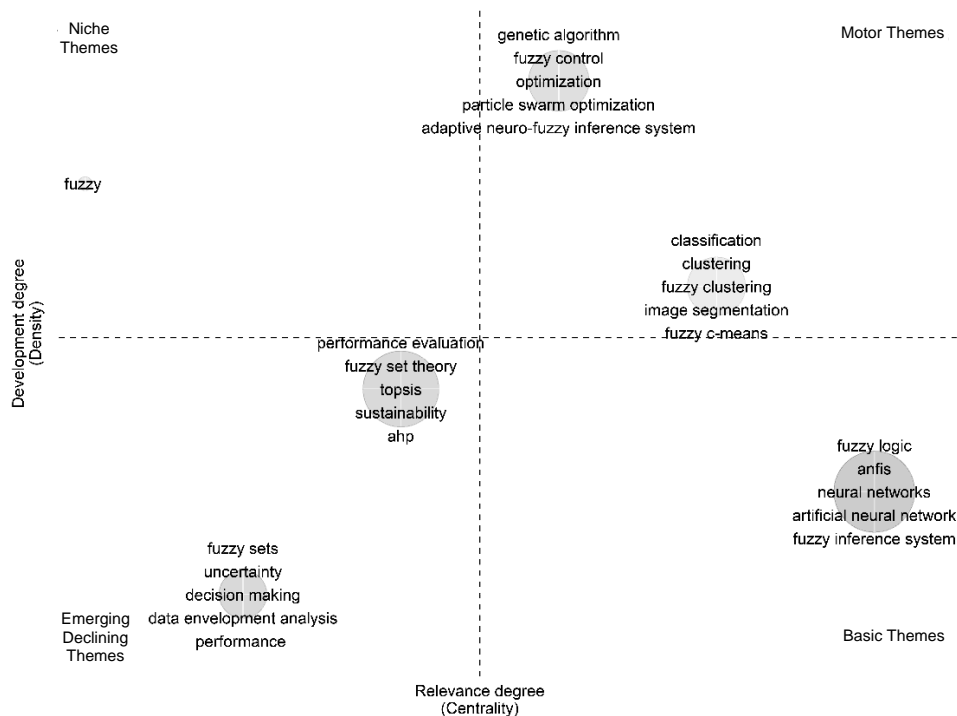 Niche
Themes
genetic algorithm
fuzzy control
optimization
particle swarm optimization
adaptive neuro-fuzzy inference system
Motor Themes
fuzzy
classification
clustering
fuzzy clustering
image segmentation
fuzzy c-means
Development degree
(Density)
performance evaluation
fuzzy set theory
topsis
sustainability
ahp
fuzzy logic
anfis
neural networks
artificial neural network
fuzzy inference system
fuzzy sets
uncertainty
decision making
data envelopment analysis
performance
Emerging
Declining
Themes
Basic Themes
Relevance degree
(Centrality)